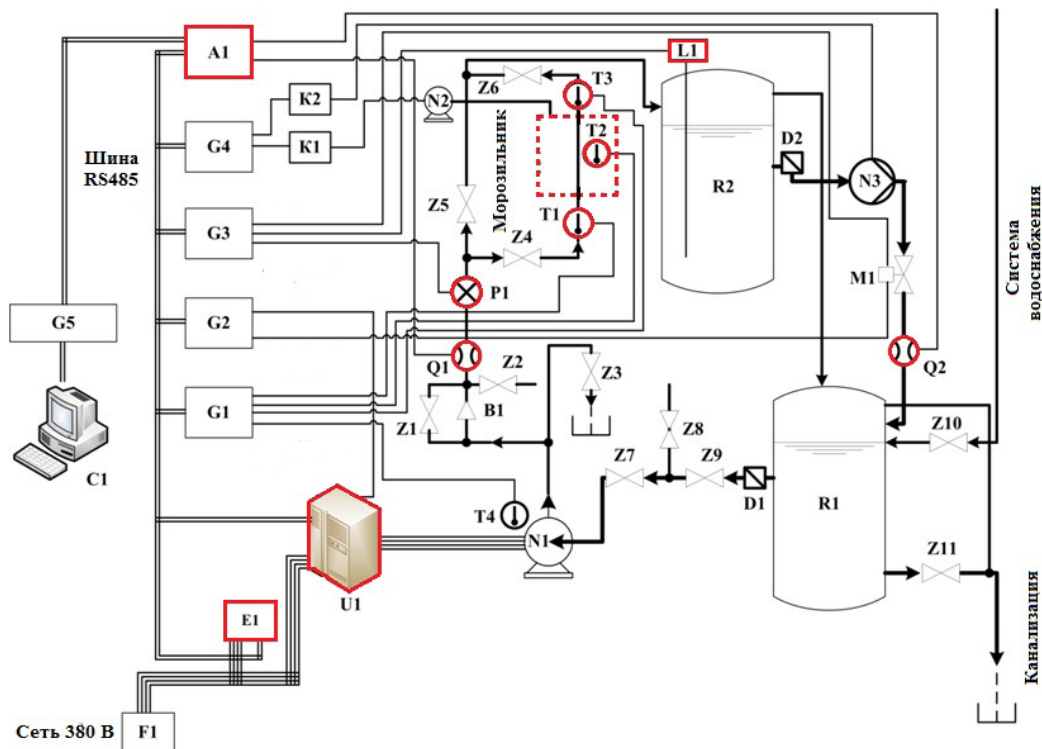 A1
L1
T3
Z6
K2
N2
T2
D2
G4
K1
Шина
RS485
Морозильник
R2
N3
Z5
T1
G3
Z4
Система
водоснабжения
M1
P1
G2
G5
Q1
Z2
Z3
Q2
G1
Z1
B1
Z8
Z10
Z7
Z9
C1
D1
R1
T4
N1
Z11
U1
E1
Канализация
Сеть 380 В
F1